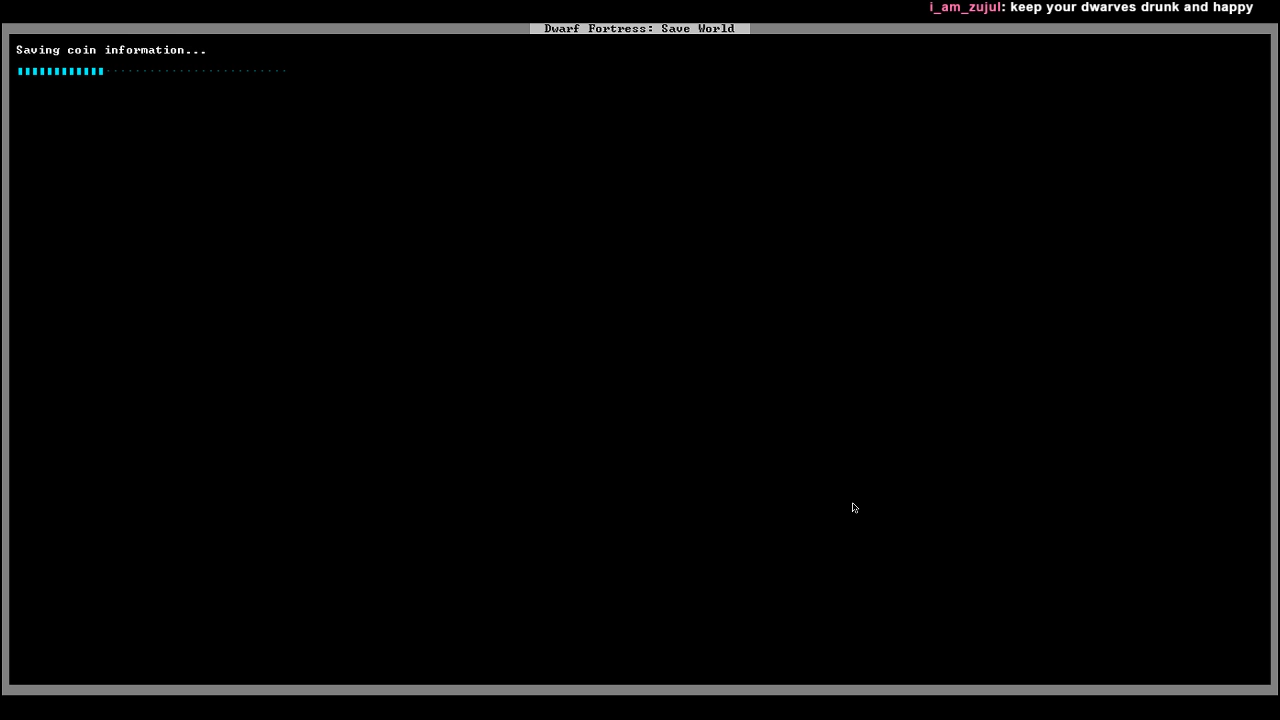 i_am_zujul: keep your dwarves drunk and happy
Dwarf Fortress: Save World
Saving coin information...